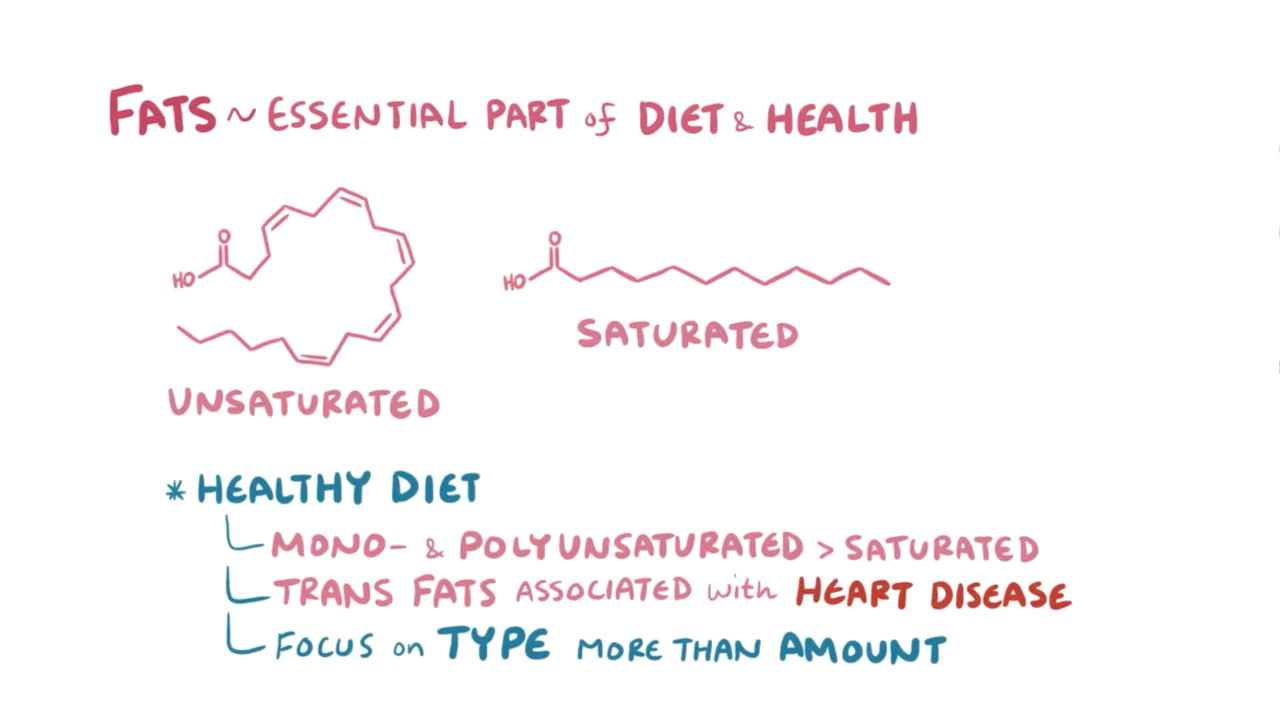 FATS ~ ESSENTIAL PART of DIET & HEALTH
O
HO
O
HO
SATURATED
UNSATURATED
* HEALTHY DIET
MONO- & POLYUNSATURATED > SATURATED
TRANS FATS ASSOCIATED with HEART DISEASE
FOCUS on TYPE MORE THAN AMOUNT